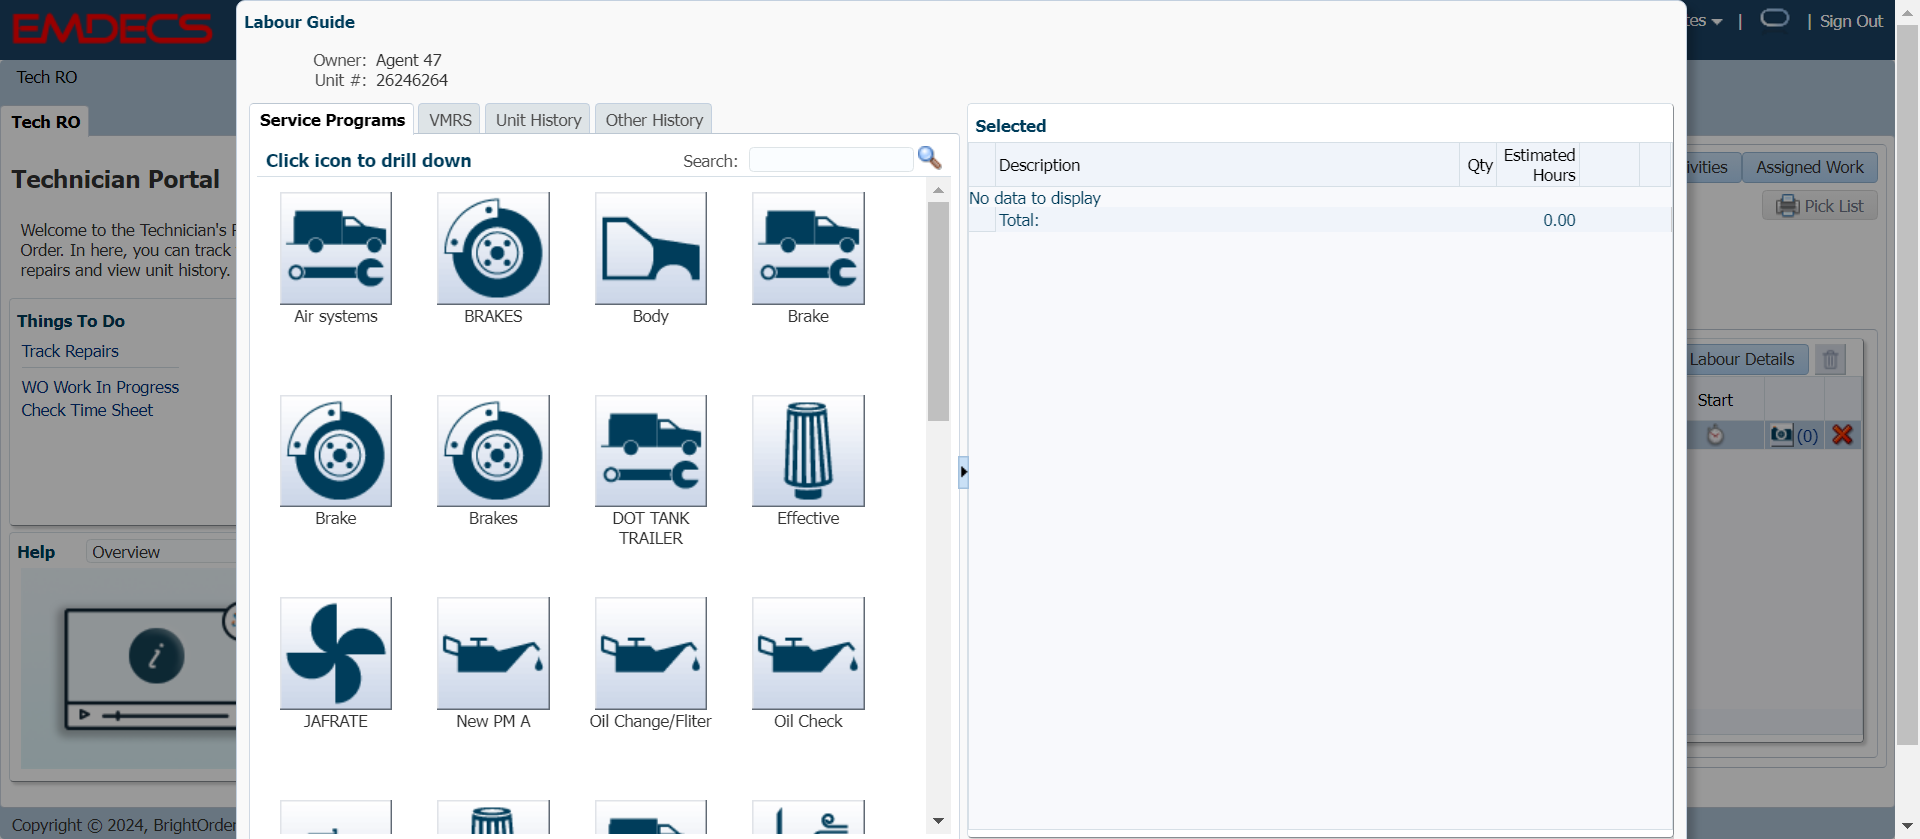 EMDECS
Sign Out
Tech RO
Tech RO
Technician Portal
Welcome to the Technician's
Order. In here, you can track
repairs and view unit history.
Things To Do
Track Repairs
WO Work In Progress
Check Time Sheet
Help
Overview
Copyright © 2024, BrightOrder
Labour Guide
Owner: Agent 47
Unit #: 26246264
Service Programs
VMRS
Unit History
Other History
Click icon to drill down
Search:
Air systems
BRAKES
Body
Brake
Brake
Brakes
DOT TANK
TRAILER
Effective
JAFRATE
New PM A
Oil Change/Fliter
Oil Check
Selected
Description
Qty
Estimated
Hours
No data to display
Total:
0.00
Assigned Work
Pick List
Labour Details
Start
(0)